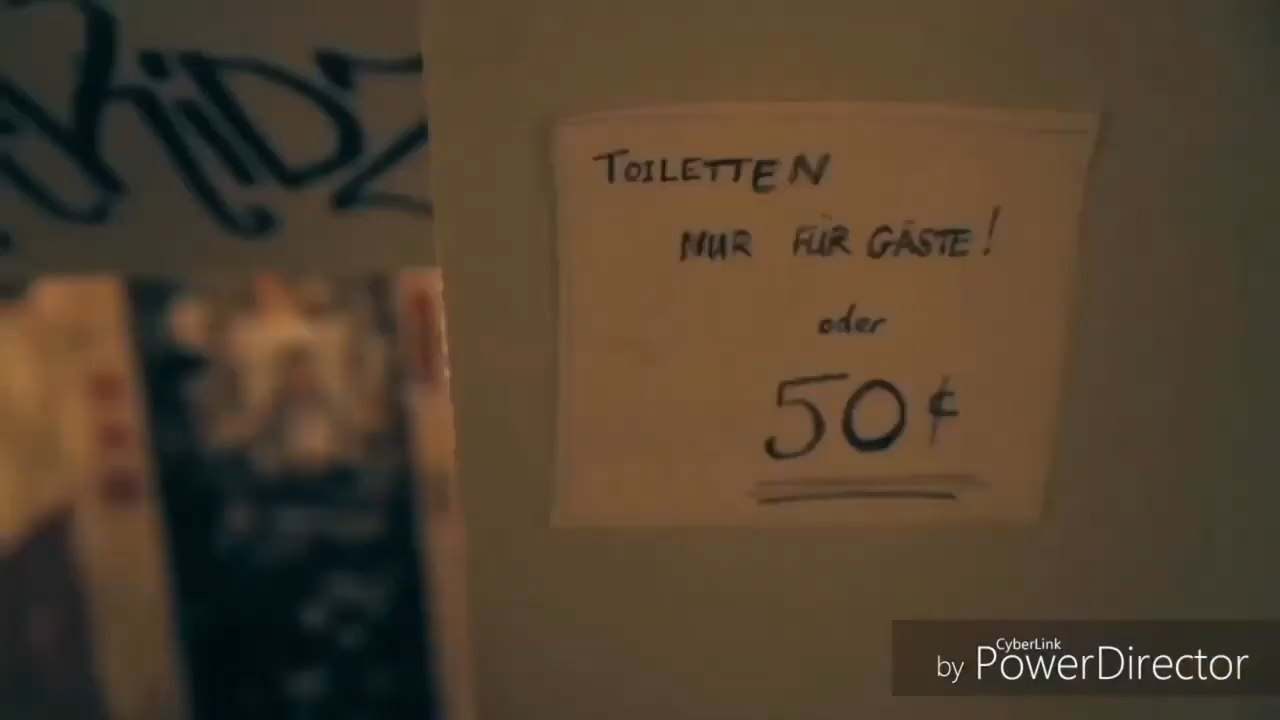 TOILETTEN
NUR FÜR GÄSTE!
oder
50 ¢
CyberLink
by PowerDirector